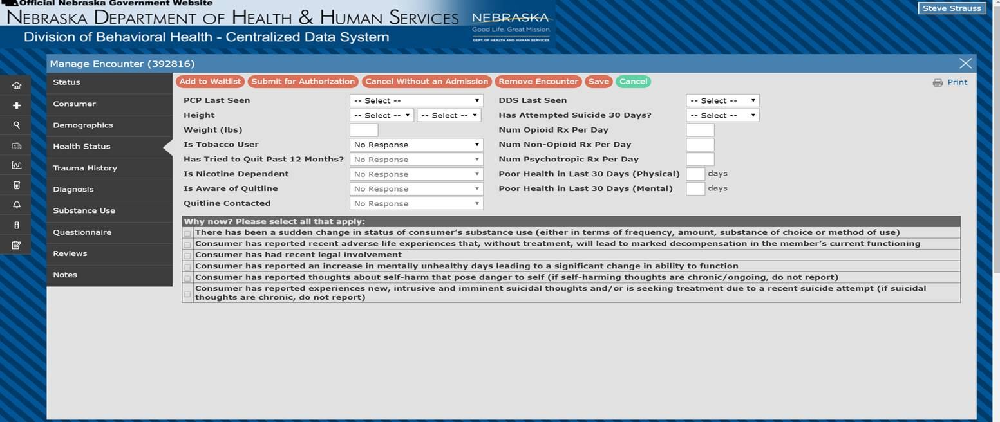 Official Nebraska Government Website
Steve Strauss
NEBRASKA DEPARTMENT OF HEALTH & HUMAN SERVICES
NEBRASKA
Good Life. Great Mission.
DEPT. OF HEALTH AND HUMAN SERVICES
Division of Behavioral Health - Centralized Data System
Manage Encounter (392816)
Status
Consumer
Demographics
Health Status
Trauma History
Diagnosis
Substance Use
Questionnaire
Reviews
Notes
Add to Waitlist Submit for Authorization Cancel Without an Admission Remove Encounter Save Cancel
Print
PCP Last Seen -- Select -- DDS Last Seen -- Select --
Height -- Select -- -- Select -- Has Attempted Suicide 30 Days? -- Select --
Weight (lbs) Num Opioid Rx Per Day
Is Tobacco User No Response Num Non-Opioid Rx Per Day
Has Tried to Quit Past 12 Months? No Response Num Psychotropic Rx Per Day
Is Nicotine Dependent No Response Poor Health in Last 30 Days (Physical) days
Is Aware of Quitline No Response Poor Health in Last 30 Days (Mental) days
Quitline Contacted No Response
Why now? Please select all that apply:
There has been a sudden change in status of consumer’s substance use (either in terms of frequency, amount, substance of choice or method of use)
Consumer has reported recent adverse life experiences that, without treatment, will lead to marked decompensation in the member’s current functioning
Consumer has had recent legal involvement
Consumer has reported an increase in mentally unhealthy days leading to a significant change in ability to function
Consumer has reported thoughts about self-harm that pose danger to self (if self-harming thoughts are chronic/ongoing, do not report)
Consumer has reported experiences new, intrusive and imminent suicidal thoughts and/or is seeking treatment due to a recent suicide attempt (if suicidal
thoughts are chronic, do not report)